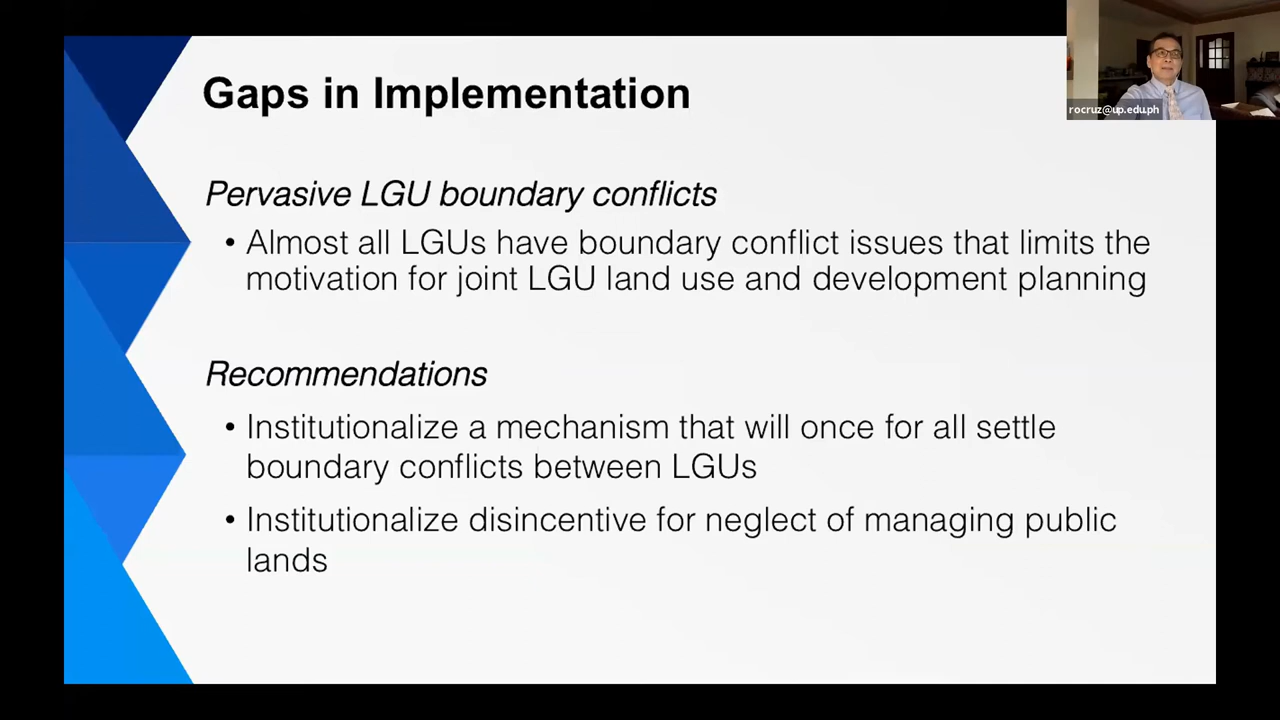 Gaps in Implementation
rocruz@up.edu.ph
Pervasive LGU boundary conflicts
• Almost all LGUs have boundary conflict issues that limits the
motivation for joint LGU land use and development planning
Recommendations
• Institutionalize a mechanism that will once for all settle
boundary conflicts between LGUs
• Institutionalize disincentive for neglect of managing public
lands